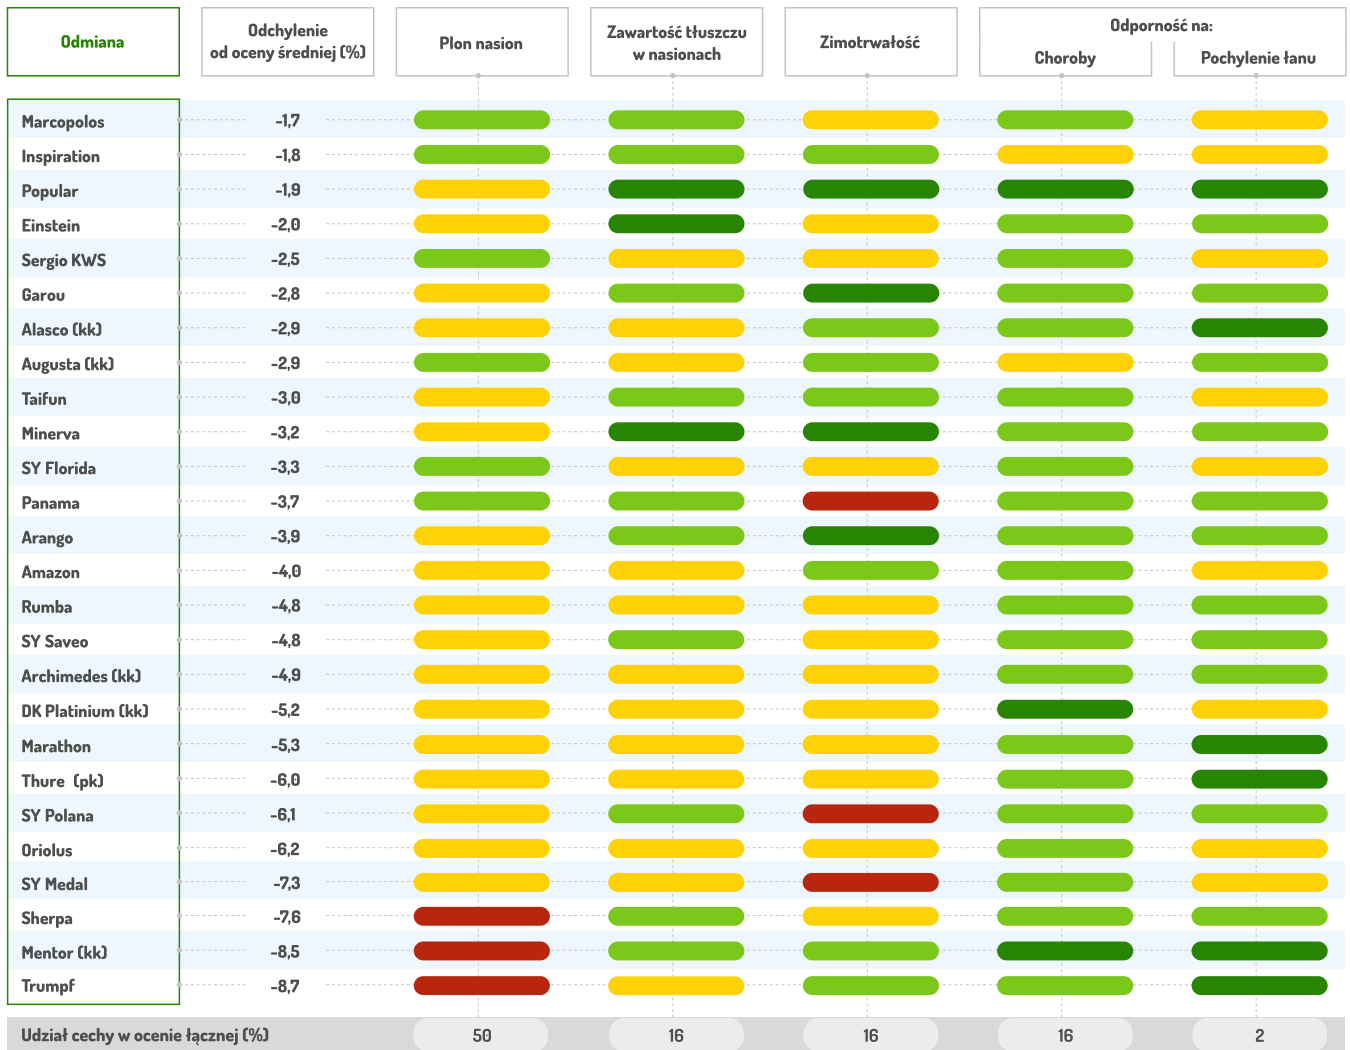 Odmiana
Odchylenie
od oceny średniej (%)
Plon nasion
Zawartość tłuszczu
w nasionach
Zimotrwałość
Odporność na:
Choroby
Pochylenie łanu
Marcopolos -1,7
Inspiration -1,8
Popular -1,9
Einstein -2,0
Sergio KWS -2,5
Garou -2,8
Alasco (kk) -2,9
Augusta (kk) -2,9
Taifun -3,0
Minerva -3,2
SY Florida -3,3
Panama -3,7
Arango -3,9
Amazon -4,0
Rumba -4,8
SY Saveo -4,8
Archimedes (kk) -4,9
DK Platinium (kk) -5,2
Marathon -5,3
Thure (pk) -6,0
SY Polana -6,1
Oriolus -6,2
SY Medal -7,3
Sherpa -7,6
Mentor (kk) -8,5
Trumpf -8,7
Udział cechy w ocenie łącznej (%) 50 16 16 16 2